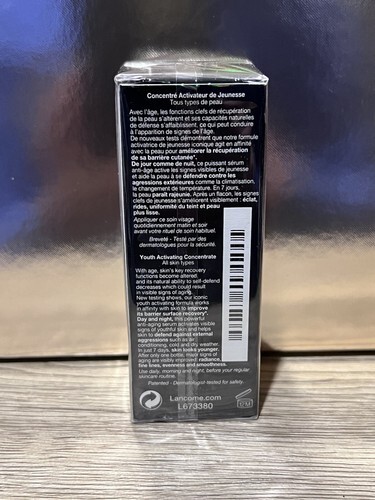 Concentré Activateur de Jeunesse
Tous types de peau
Avec l'âge, les fonctions clefs de récupération
de la peau s'altèrent et ses capacités naturelles
de défense s'affaiblissent, ce qui peut conduire
à l'apparition de signes de l'âge.
De nouveaux tests démontrent que notre formule
activatrice de jeunesse iconique agit en affinité
avec la peau pour améliorer la récupération
de sa barrière cutanée*.
De jour comme de nuit, ce puissant sérum
anti-âge active les signes visibles de jeunesse
et aide la peau à se défendre contre les
agressions extérieures comme la climatisation,
le changement de température. En 7 jours,
la peau paraît rajeunie. Après un flacon, les signes
clefs de jeunesse s'améliorent visiblement : éclat,
rides, uniformité du teint et peau
plus lisse.
Appliquer ce soin visage
quotidiennement matin et soir
avant votre rituel de soin habituel.
Breveté - Testé par des
dermatologues pour la sécurité.
Youth Activating Concentrate
All skin types
With age, skin's key recovery
functions become altered
and its natural ability to self-defend
decreases which could result
in visible signs of aging.
New testing shows, our iconic
youth activating formula works
in affinity with skin to improve
its barrier surface recovery*.
Day and night, this powerful
anti-aging serum activates visible
signs of youthful skin and helps
skin to defend against external
aggressions such as air
conditioning, cold and dry weather.
In just 7 days, skin looks younger.
After only one bottle, main signs of
aging are visibly improved: radiance,
fine lines, evenness and smoothness.
Use daily, morning and night, before your regular
skincare routine.
Patented - Dermatologist tested for safety.
Lancome.com
L673380